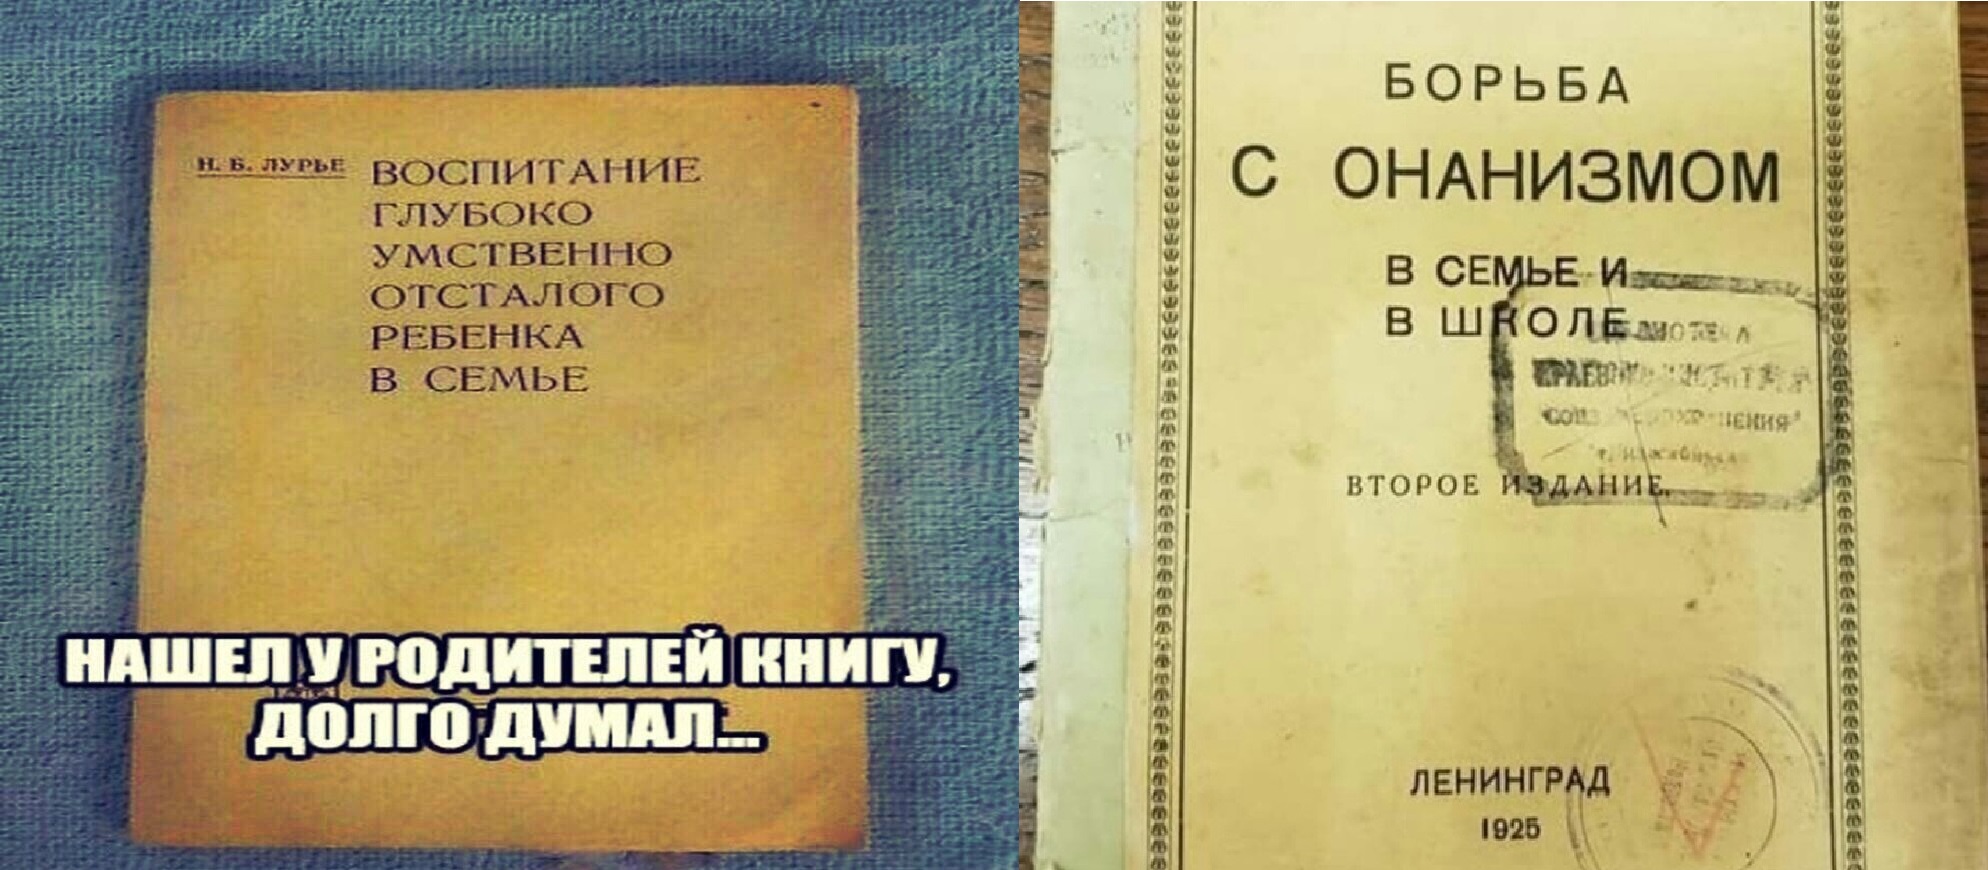 Н. Б. ЛУРЬЕ
ВОСПИТАНИЕ
ГЛУБОКО
УМСТВЕННО
ОТСТАЛОГО
РЕБЕНКА
В СЕМЬЕ
НАШЕЛ У РОДИТЕЛЕЙ КНИГУ,
ДОЛГО ДУМАЛ...
БОРЬБА
С ОНАНИЗМОМ
В СЕМЬЕ И
В ШКОЛЕ
БИБЛИОТЕКА
ВТОРОЕ ИЗДАНИЕ.
ЛЕНИНГРАД
1925